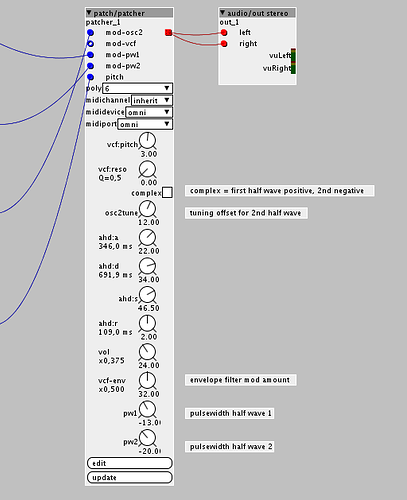 patch/patcher
patcher_1
mod-osc2
mod-vcf
mod-pw1
mod-pw2
pitch
poly 6
midichannel inherit
mididevice omni
midiport omni
vcf:pitch
3.00
vcf:reso
Q=0,5
0.00
complex
osc2tune
12.00
ahd:a
346,0 ms
22.00
ahd:d
691,9 ms
34.00
ahd:s
46.50
ahd:r
109,0 ms
2.00
vol
x0,375
24.00
vcf-env
x0,500
32.00
pw1
-13.0
pw2
-20.0
edit
update
audio/out stereo
out_1
left
right
vuLeft
vuRight
complex = first half wave positive, 2nd negative
tuning offset for 2nd half wave
envelope filter mod amount
pulsewidth half wave 1
pulsewidth half wave 2